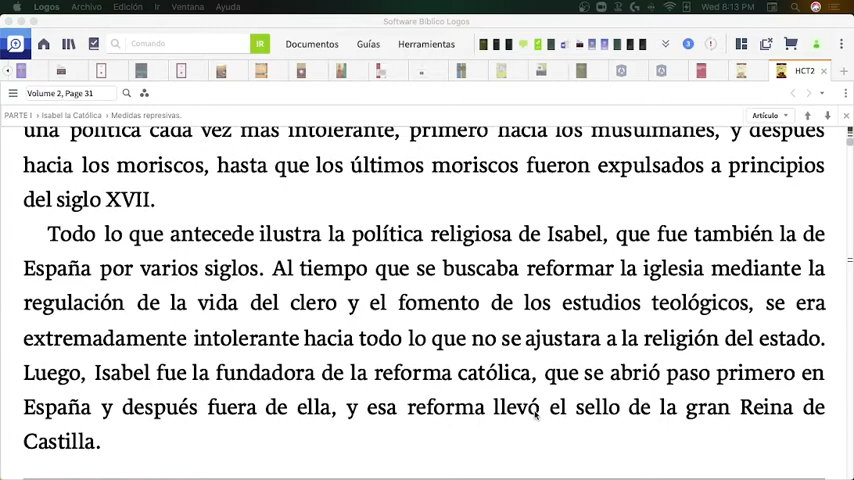 Logos Archivo Edición Ir Ventana Ayuda Wed 8:13 PM
Software Bíblico Logos
Comando IR Documentos Guías Herramientas 3
HCT2
Volume 2, Page 31
PARTE I › Isabel la Católica › Medidas represivas. Artículo
una política cada vez más intolerante, primero hacia los musulmanes, y después
hacia los moriscos, hasta que los últimos moriscos fueron expulsados a principios
del siglo XVII.
Todo lo que antecede ilustra la política religiosa de Isabel, que fue también la de
España por varios siglos. Al tiempo que se buscaba reformar la iglesia mediante la
regulación de la vida del clero y el fomento de los estudios teológicos, se era
extremadamente intolerante hacia todo lo que no se ajustara a la religión del estado.
Luego, Isabel fue la fundadora de la reforma católica, que se abrió paso primero en
España y después fuera de ella, y esa reforma llevó el sello de la gran Reina de
Castilla.